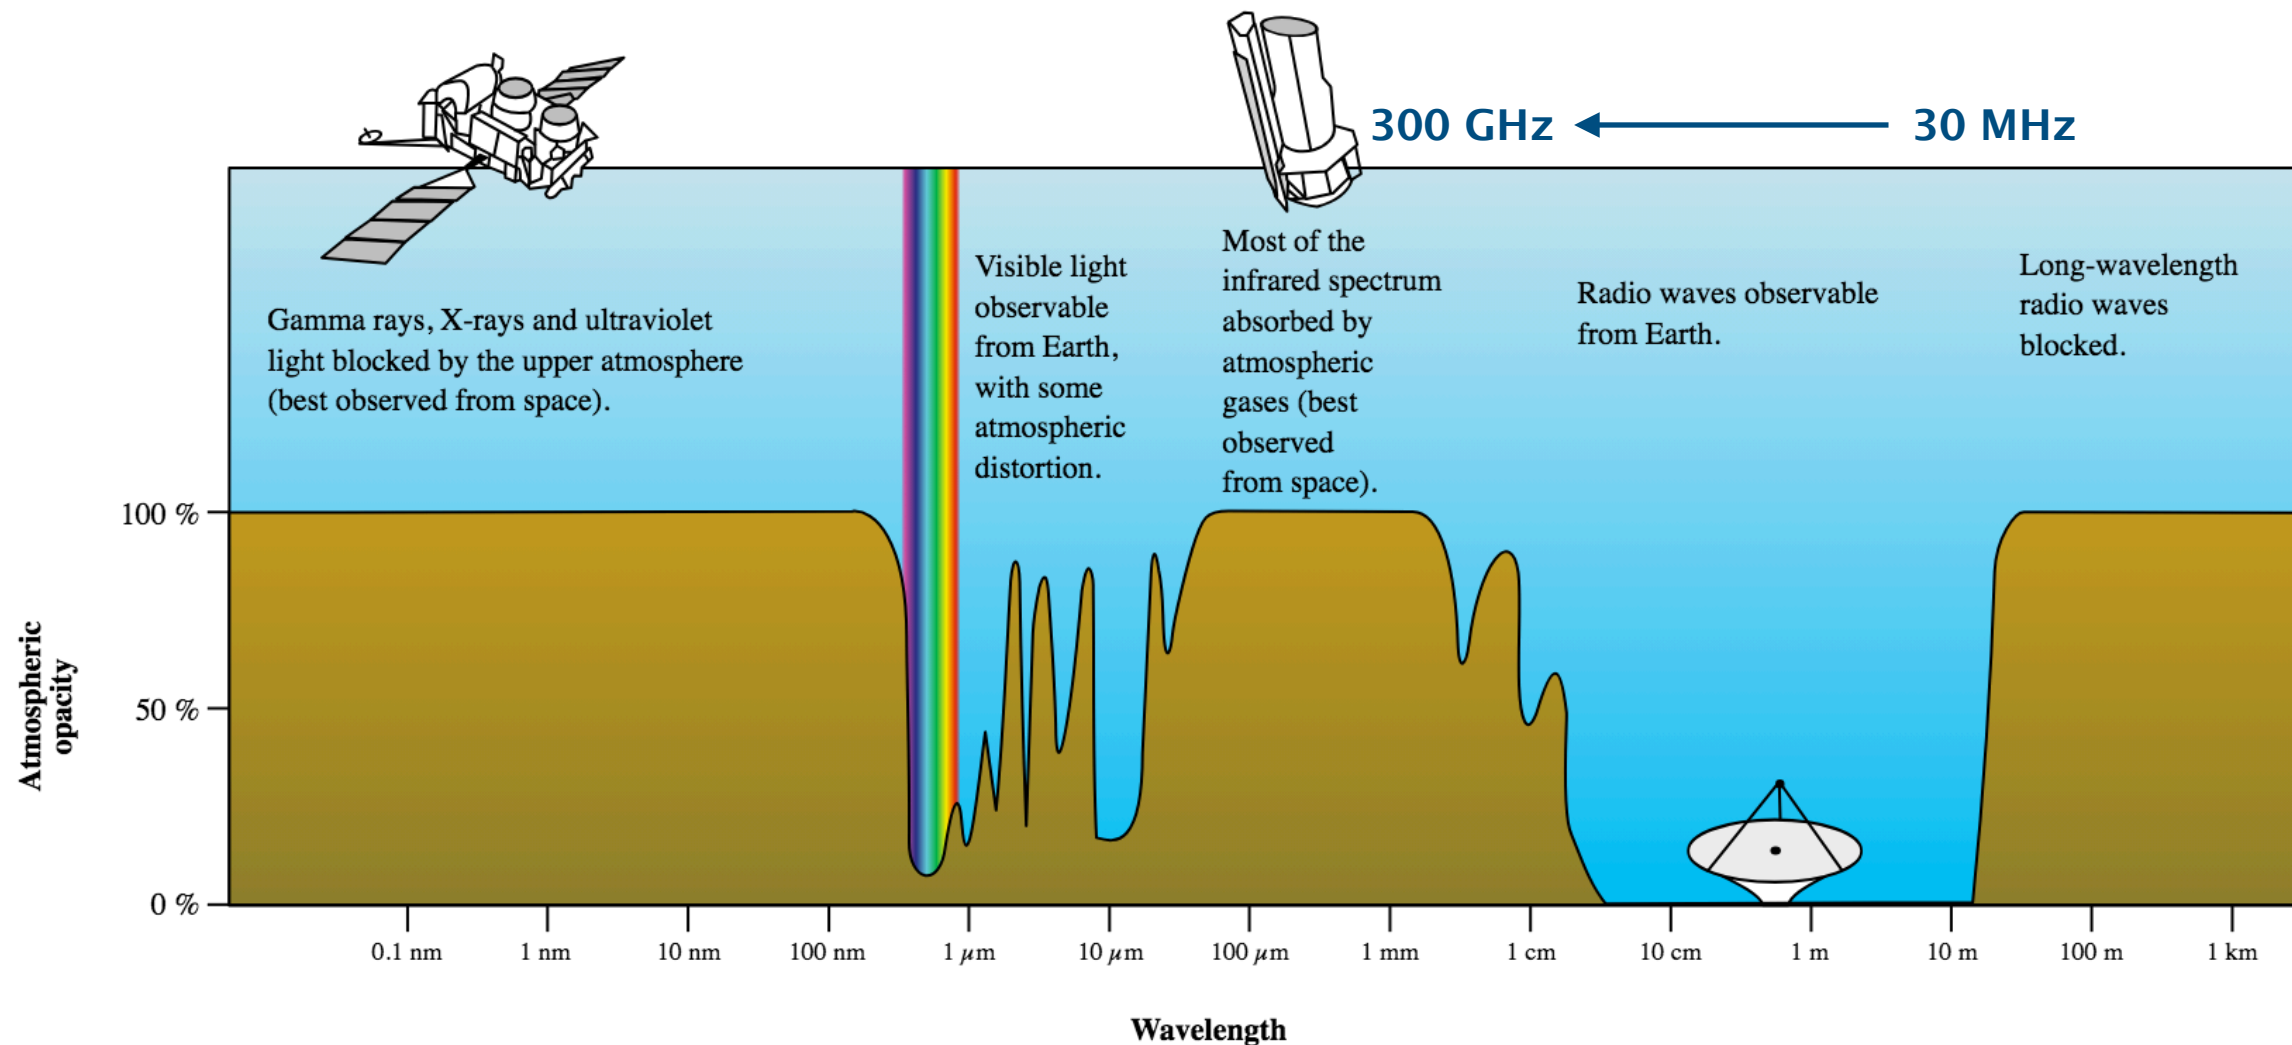 300 GHz
30 MHz
Gamma rays, X-rays and ultraviolet
light blocked by the upper atmosphere
(best observed from space).
Visible light
observable
from Earth,
with some
atmospheric
distortion.
Most of the
infrared spectrum
absorbed by
atmospheric
gases (best
observed
from space).
Radio waves observable
from Earth.
Long-wavelength
radio waves
blocked.
Atmospheric
opacity
100 %
50 %
0 %
0.1 nm
1 nm
10 nm
100 nm
1 μm
10 μm
100 μm
1 mm
1 cm
10 cm
1 m
10 m
100 m
1 km
Wavelength